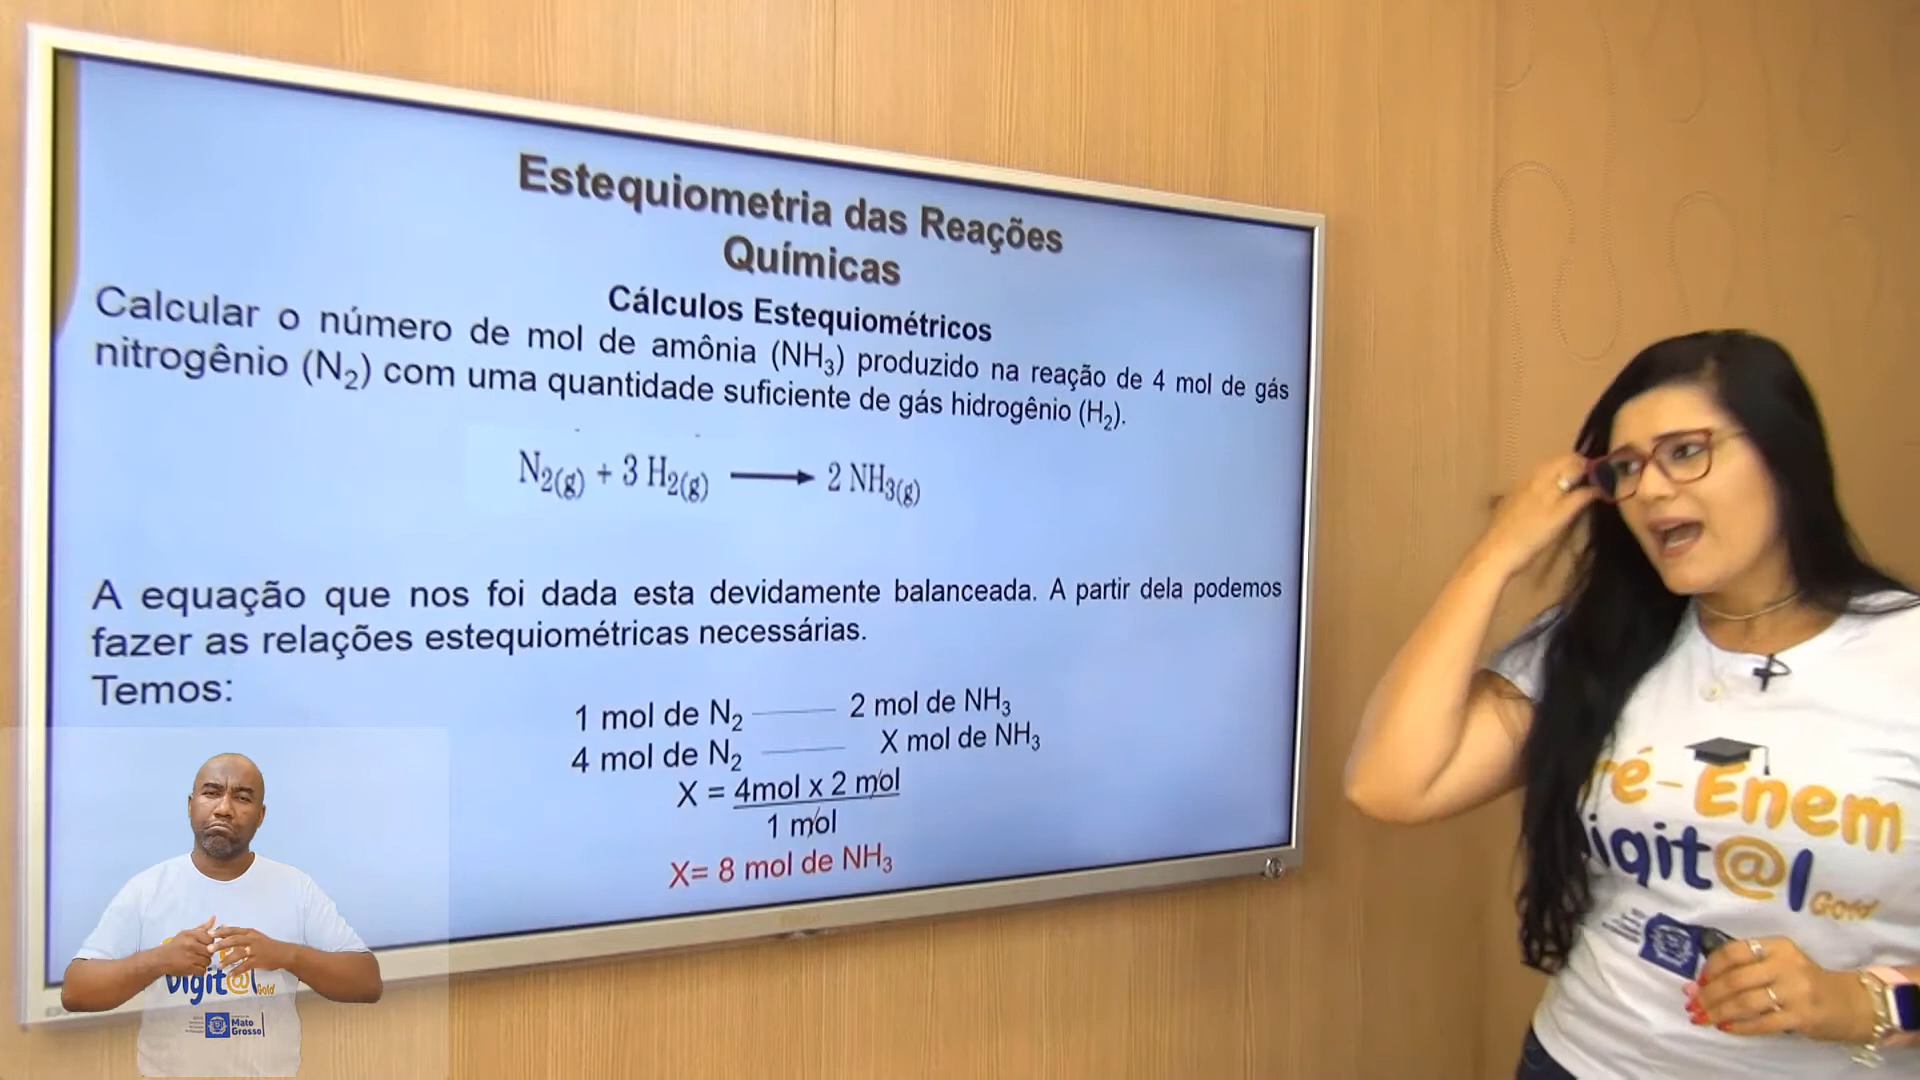 Estequiometria das Reações
Químicas
Cálculos Estequiométricos
Calcular o número de mol de amônia (NH₃) produzido na reação de 4 mol de gás
nitrogênio (N₂) com uma quantidade suficiente de gás hidrogênio (H₂).
N₂(g) + 3 H₂(g) ⟶ 2 NH₃(g)
A equação que nos foi dada esta devidamente balanceada. A partir dela podemos
fazer as relações estequiométricas necessárias.
Temos:
1 mol de N₂ —— 2 mol de NH₃
4 mol de N₂ —— X mol de NH₃
X = 4mol x 2 mol
1 mol
X= 8 mol de NH₃
ré-Enem
igit@l
Gold
Digit@l
Gold
Mato
Grosso